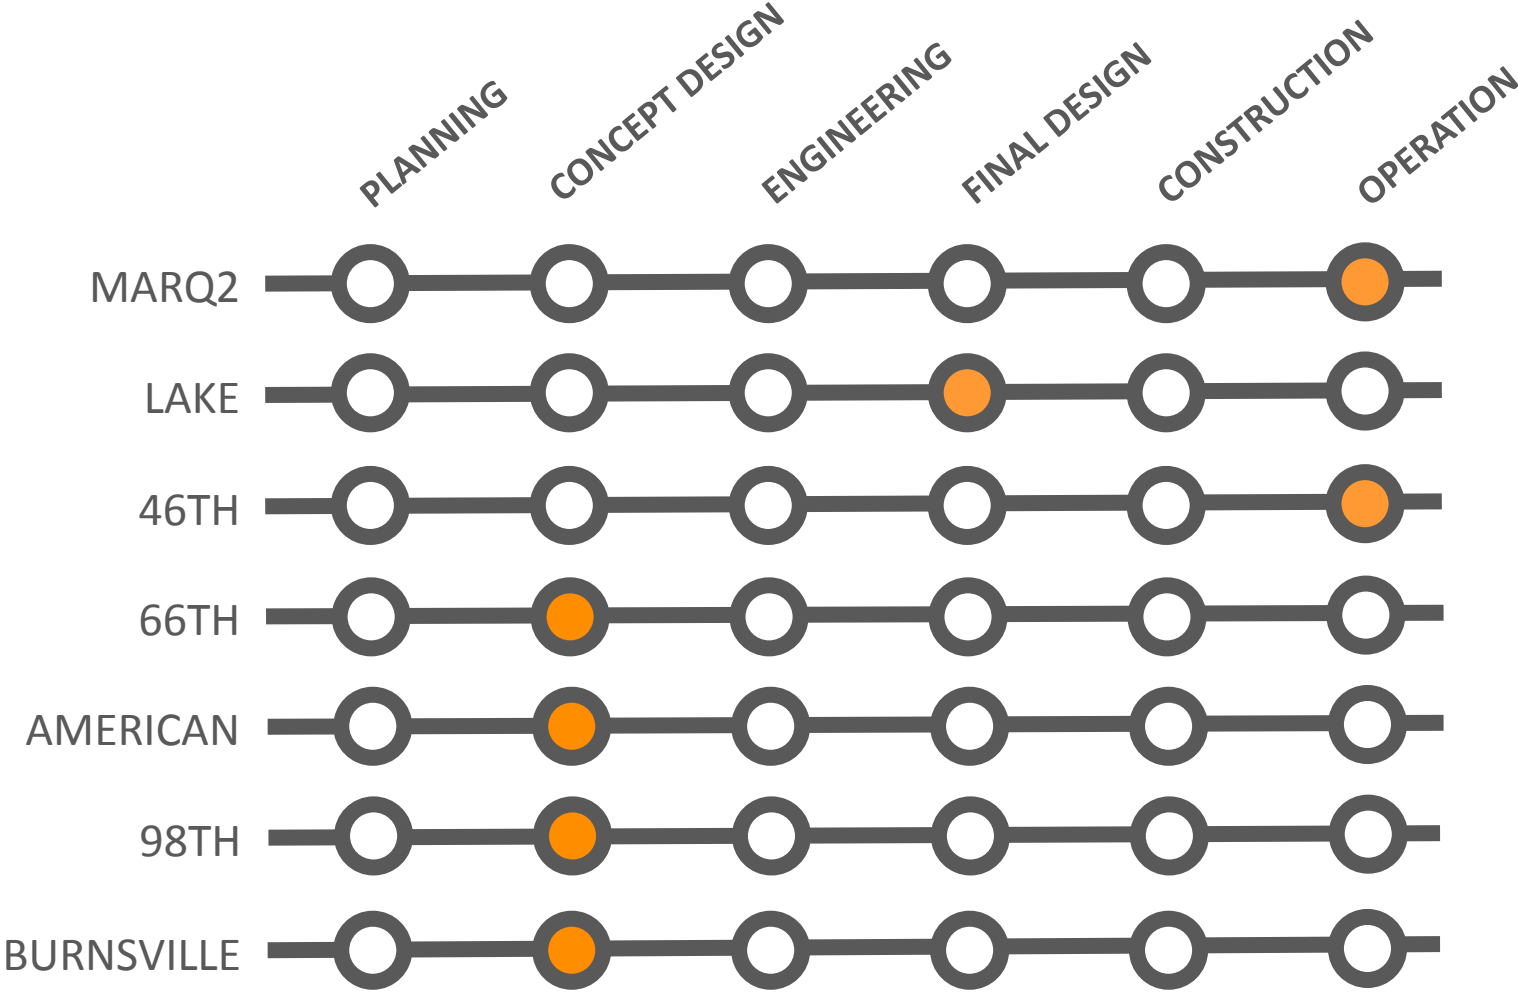 PLANNING
CONCEPT DESIGN
ENGINEERING
FINAL DESIGN
CONSTRUCTION
OPERATION
MARQ2
LAKE
46TH
66TH
AMERICAN
98TH
BURNSVILLE